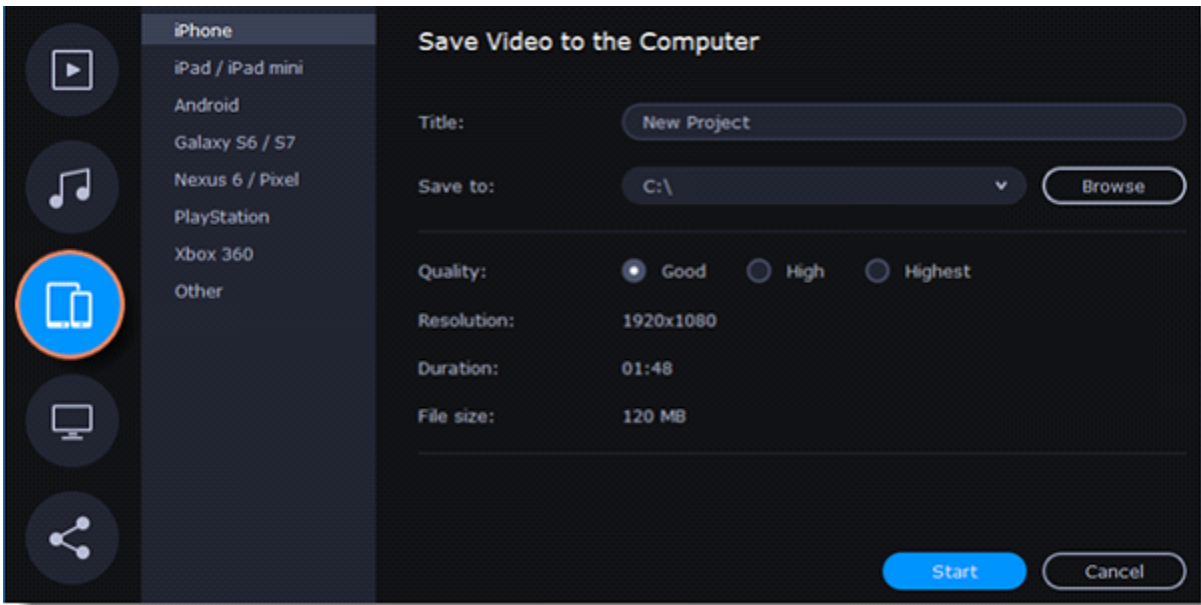 iPhone
iPad / iPad mini
Android
Galaxy S6 / S7
Nexus 6 / Pixel
PlayStation
Xbox 360
Other
Save Video to the Computer
Title: New Project
Save to: C:\ Browse
Quality: Good High Highest
Resolution: 1920x1080
Duration: 01:48
File size: 120 MB
Start Cancel